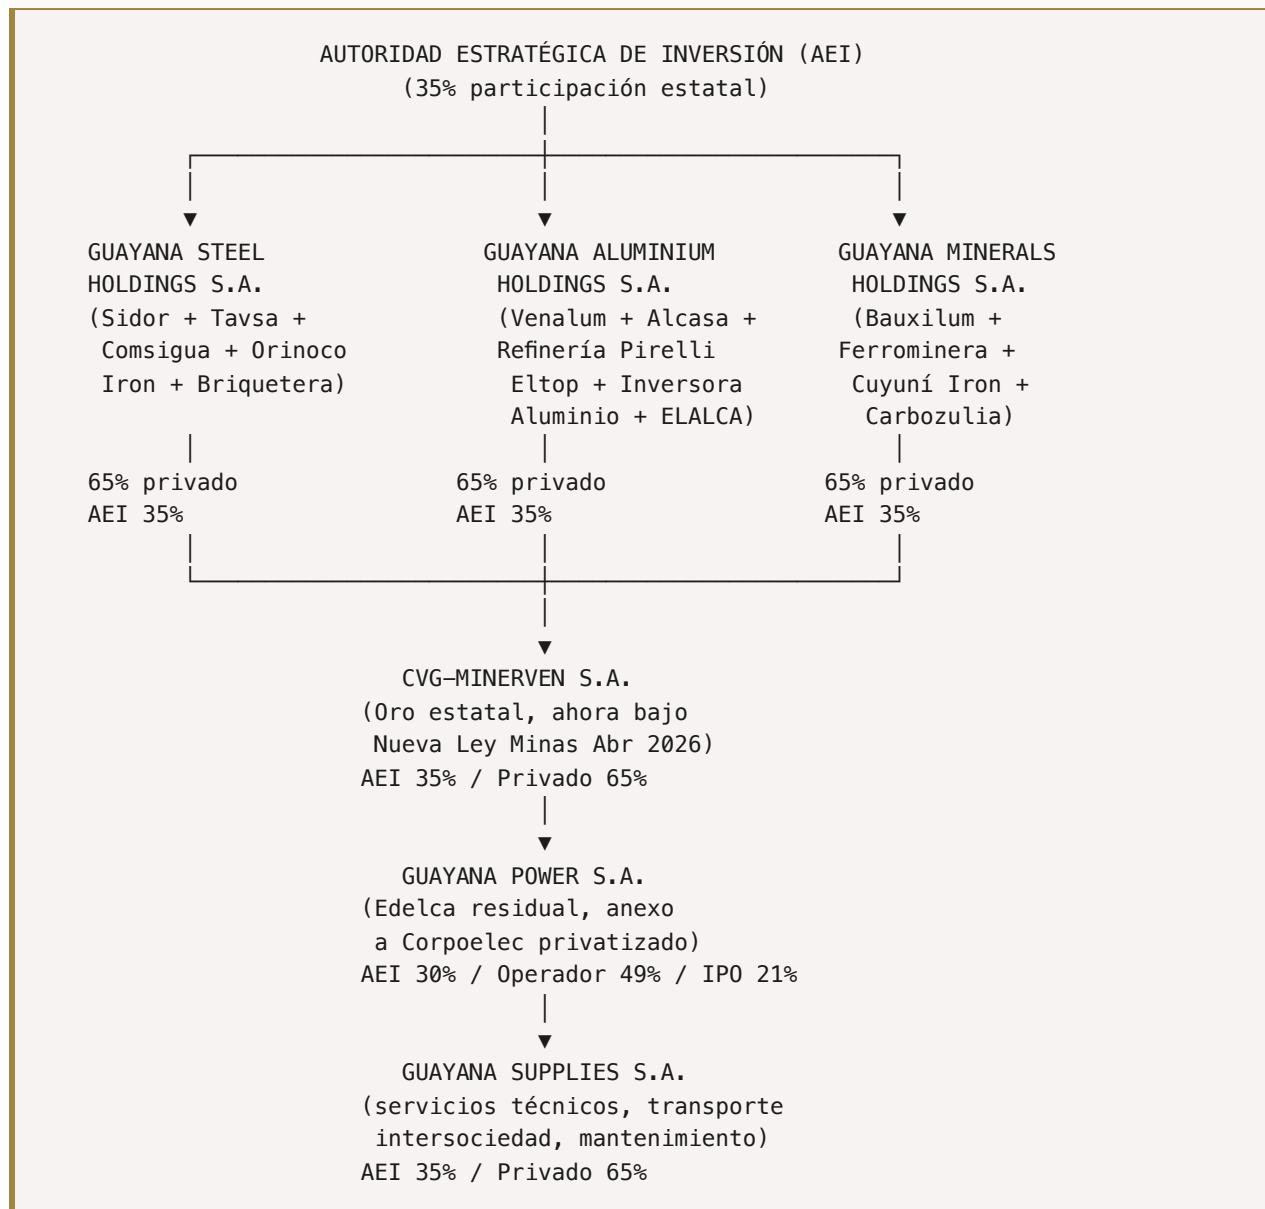 AUTORIDAD ESTRATÉGICA DE INVERSIÓN (AEI)
(35% participación estatal)
GUAYANA STEEL
HOLDINGS S.A.
(Sidor + Tavsa +
Comsigua + Orinoco
Iron + Briquetera)
65% privado
AEI 35%
GUAYANA ALUMINIUM
HOLDINGS S.A.
(Venalum + Alcasa +
Refinería Pirelli
Eltop + Inversora
Aluminio + ELALCA)
65% privado
AEI 35%
GUAYANA MINERALS
HOLDINGS S.A.
(Bauxilum +
Ferrominera +
Cuyuní Iron +
Carbozulia)
65% privado
AEI 35%
CVG–MINERVEN S.A.
(Oro estatal, ahora bajo
Nueva Ley Minas Abr 2026)
AEI 35% / Privado 65%
GUAYANA POWER S.A.
(Edelca residual, anexo
a Corpoelec privatizado)
AEI 30% / Operador 49% / IPO 21%
GUAYANA SUPPLIES S.A.
(servicios técnicos, transporte
intersociedad, mantenimiento)
AEI 35% / Privado 65%